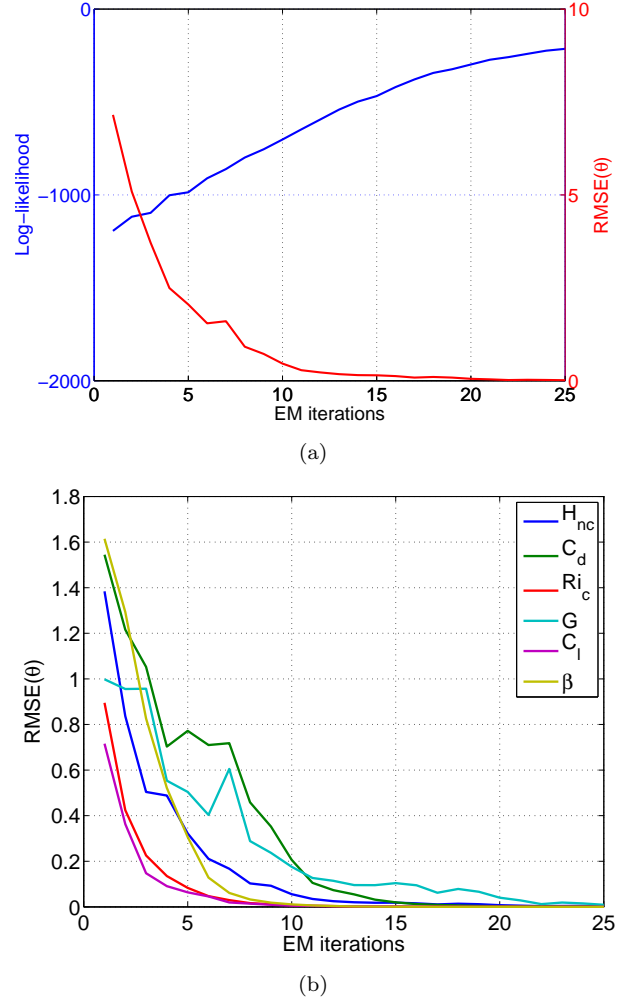 0
−1000
−2000
Log−likelihood
10
5
0
RMSE(θ)
0 5 10 15 20 25
EM iterations
(a)
1.8
1.6
1.4
1.2
1
0.8
0.6
0.4
0.2
0
RMSE(θ)
H_nc
C_d
Ri_c
G
C_l
β
0 5 10 15 20 25
EM iterations
(b)